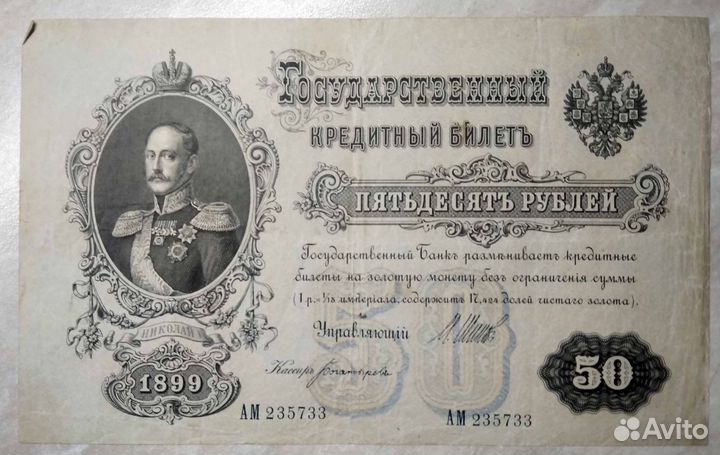 Государственный
КРЕДИТНЫЙ БИЛЕТЪ
ПЯТЬДЕСЯТЪ РУБЛЕЙ
Государственный Банкъ размѣниваетъ кредитные
билеты на золотую монету безъ ограниченія суммы
(1 р.= 1/15 имперіала, содержитъ 17,424 долей чистаго золота).
Управляющій
НИКОЛАЙ I
Кассиръ
50
1899
50
АМ 235733
АМ 235733
Avito